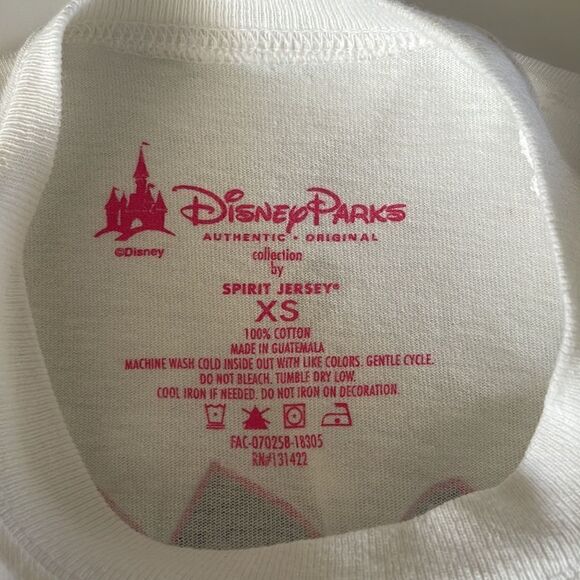 DISNEYPARKS
AUTHENTIC • ORIGINAL
©Disney
collection
by
SPIRIT JERSEY®
XS
100% COTTON
MADE IN GUATEMALA
MACHINE WASH COLD INSIDE OUT WITH LIKE COLORS. GENTLE CYCLE.
DO NOT BLEACH. TUMBLE DRY LOW.
COOL IRON IF NEEDED. DO NOT IRON ON DECORATION.
FAC-07025B-18305
RN#131422